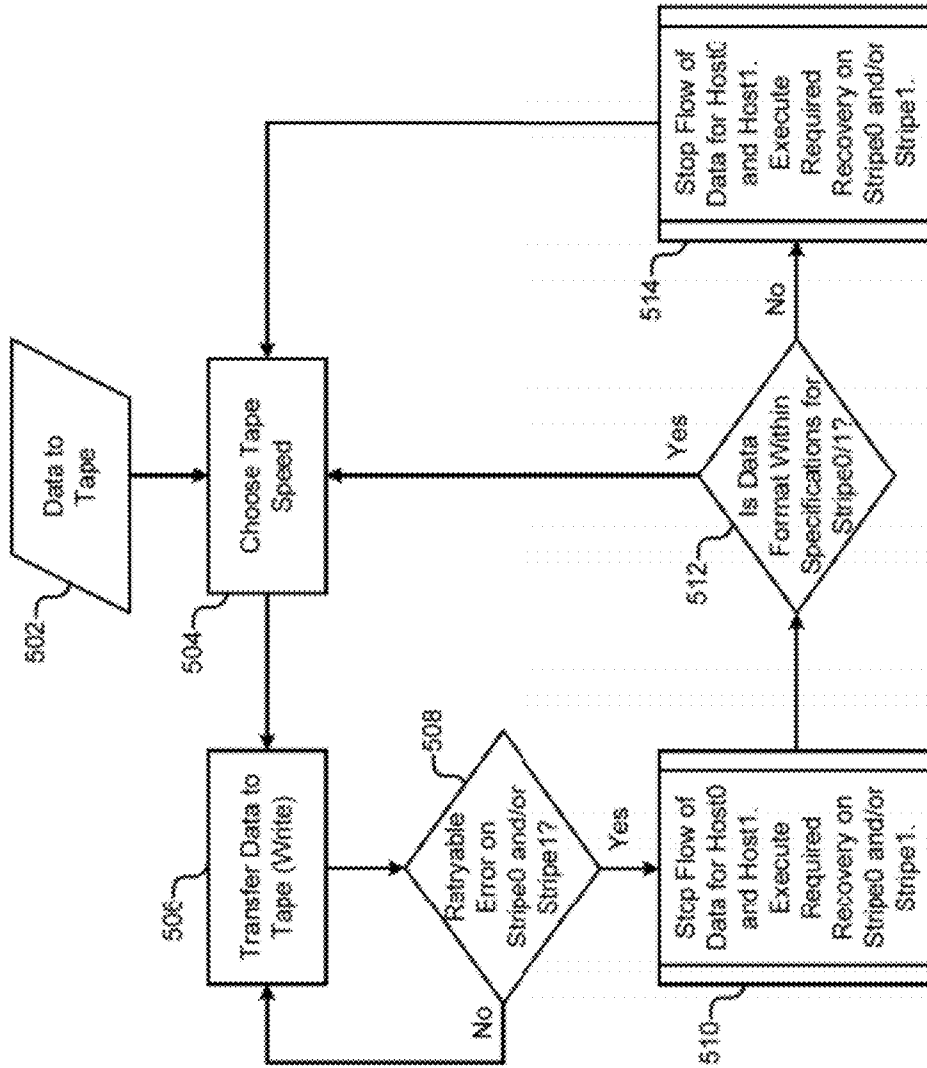 502
Data to
Tape
504
Choose Tape
Speed
506
Transfer Data to
Tape (Write)
508
Retryable
Error on
Stripe0 and/or
Stripe1?
No
Yes
510
Stop Flow of
Data for Host0
and Host1.
Execute
Required
Recovery on
Stripe0 and/or
Stripe1.
512
Is Data
Format Within
Specifications for
Stripe0/1?
Yes
No
514
Stop Flow of
Data for Host0
and Host1.
Execute
Required
Recovery on
Stripe0 and/or
Stripe1.